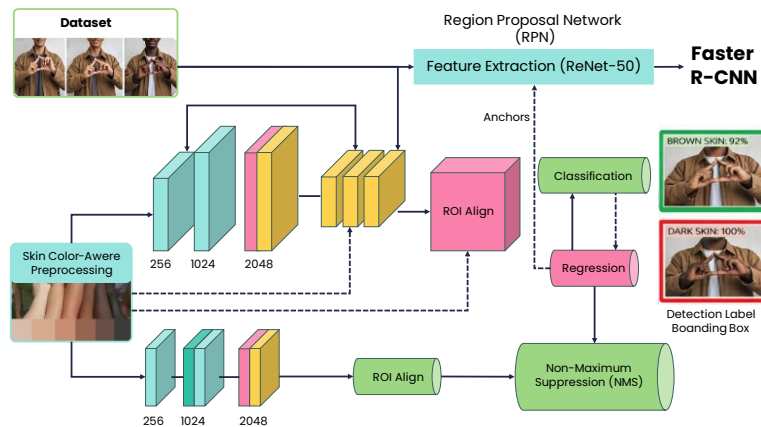 Dataset
Region Proposal Network
(RPN)
Feature Extraction (ReNet-50)
Faster
R-CNN
Anchors
BROWN SKIN: 92%
Classification
ROI Align
Skin Color-Awere
Preprocessing
256
1024
2048
Regression
DARK SKIN: 100%
Detection Label
Boanding Box
ROI Align
Non-Maximum
Suppression (NMS)
256
1024
2048